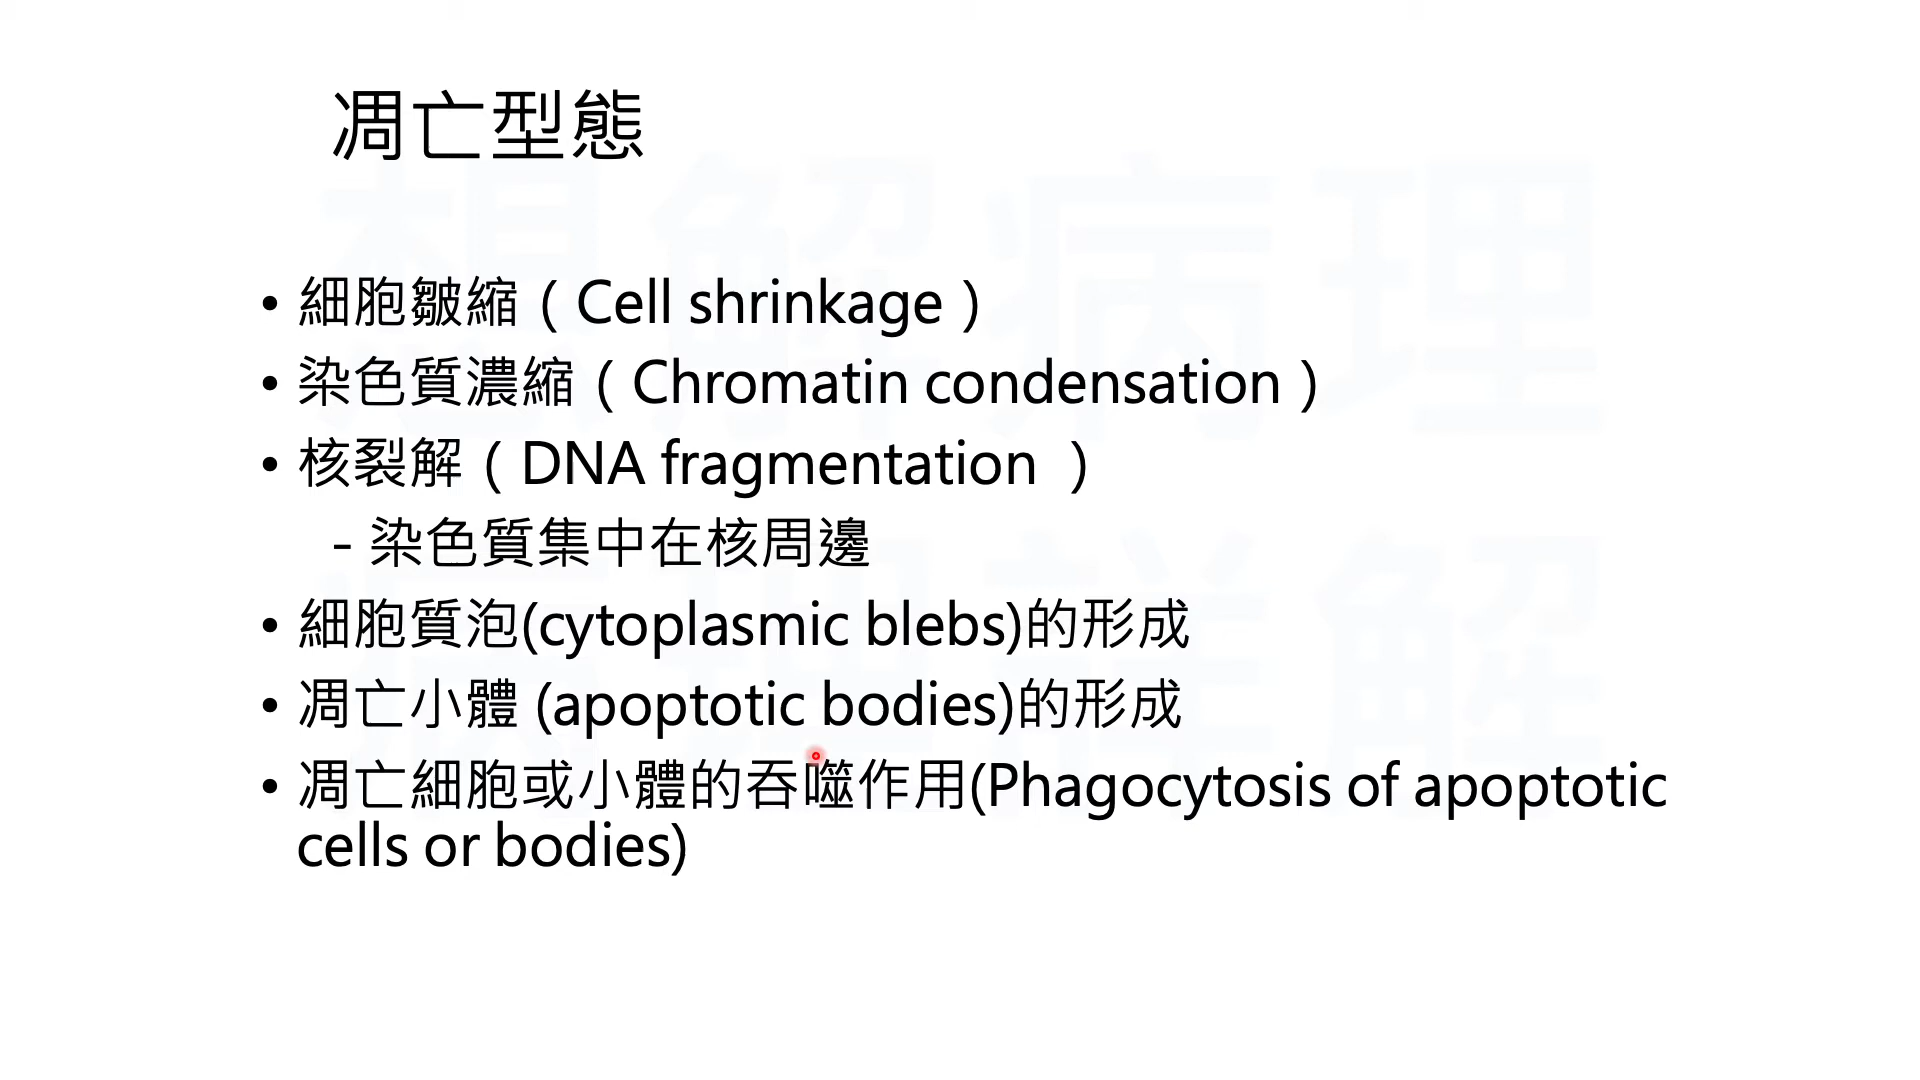 凋亡型態
• 細胞皺縮（Cell shrinkage）
• 染色質濃縮（Chromatin condensation）
• 核裂解（DNA fragmentation ）
- 染色質集中在核周邊
• 細胞質泡(cytoplasmic blebs)的形成
• 凋亡小體 (apoptotic bodies)的形成
• 凋亡細胞或小體的吞噬作用(Phagocytosis of apoptotic
cells or bodies)